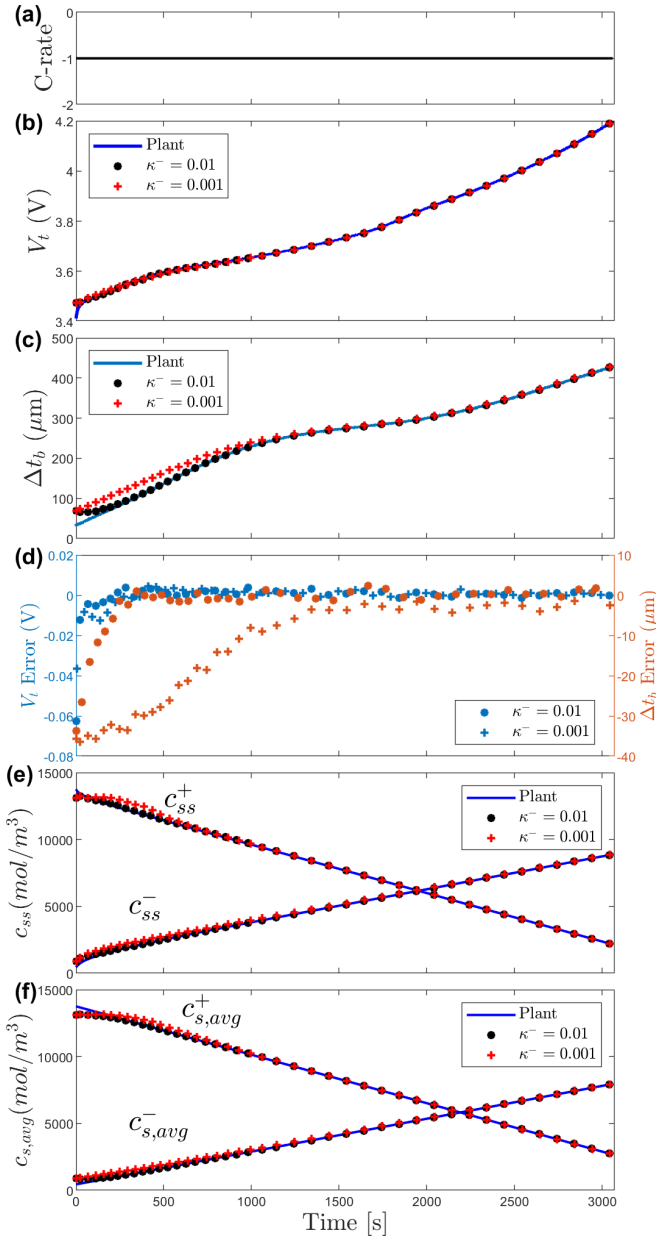 (a)
C-rate
0
-1
-2
(b)
V_t (V)
4.2
4
3.8
3.6
3.4
Plant
κ⁻ = 0.01
κ⁻ = 0.001
(c)
Δt_b (μm)
500
400
300
200
100
0
Plant
κ⁻ = 0.01
κ⁻ = 0.001
(d)
V_t Error (V)
0.02
0
-0.02
-0.04
-0.06
-0.08
10
0
-10
-20
-30
-40
Δt_b Error (μm)
κ⁻ = 0.01
κ⁻ = 0.001
(e)
c_ss(mol/m³)
15000
10000
5000
0
c_ss⁺
c_ss⁻
Plant
κ⁻ = 0.01
κ⁻ = 0.001
(f)
c_s,avg(mol/m³)
15000
10000
5000
0
c_s,avg⁺
c_s,avg⁻
Plant
κ⁻ = 0.01
κ⁻ = 0.001
0 500 1000 1500 2000 2500 3000
Time [s]